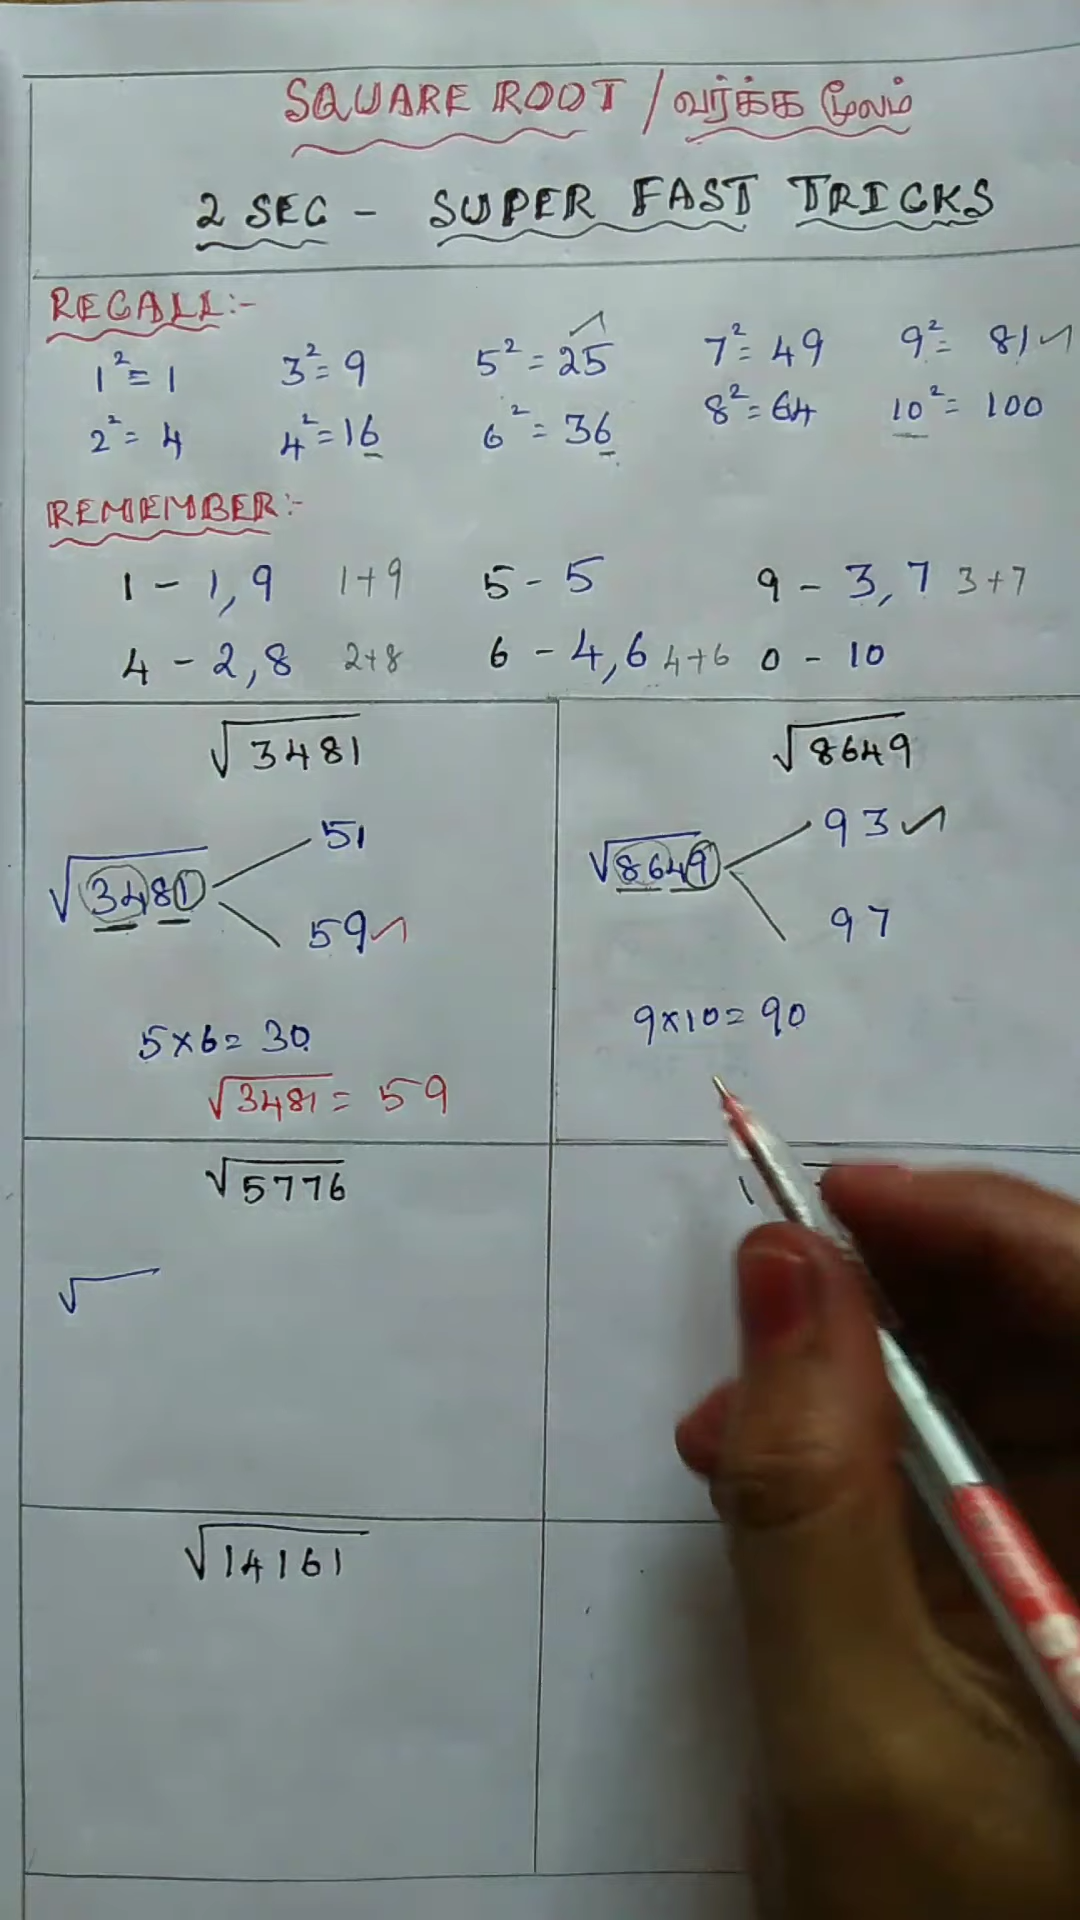 SQUARE ROOT / வர்க்க மூலம்
2 SEC - SUPER FAST TRICKS
RECALL:-
1² = 1 3² = 9 5² = 25 7² = 49 9² = 81
2² = 4 4² = 16 6² = 36 8² = 64 10² = 100
REMEMBER:-
1 - 1, 9 1+9 5 - 5 9 - 3, 7 3+7
4 - 2, 8 2+8 6 - 4, 6 4+6 0 - 10
√3481
√3481
51
59
5×6 = 30
√3481 = 59
√8649
√8649
93
97
9×10 = 90
√5776
√
√14161